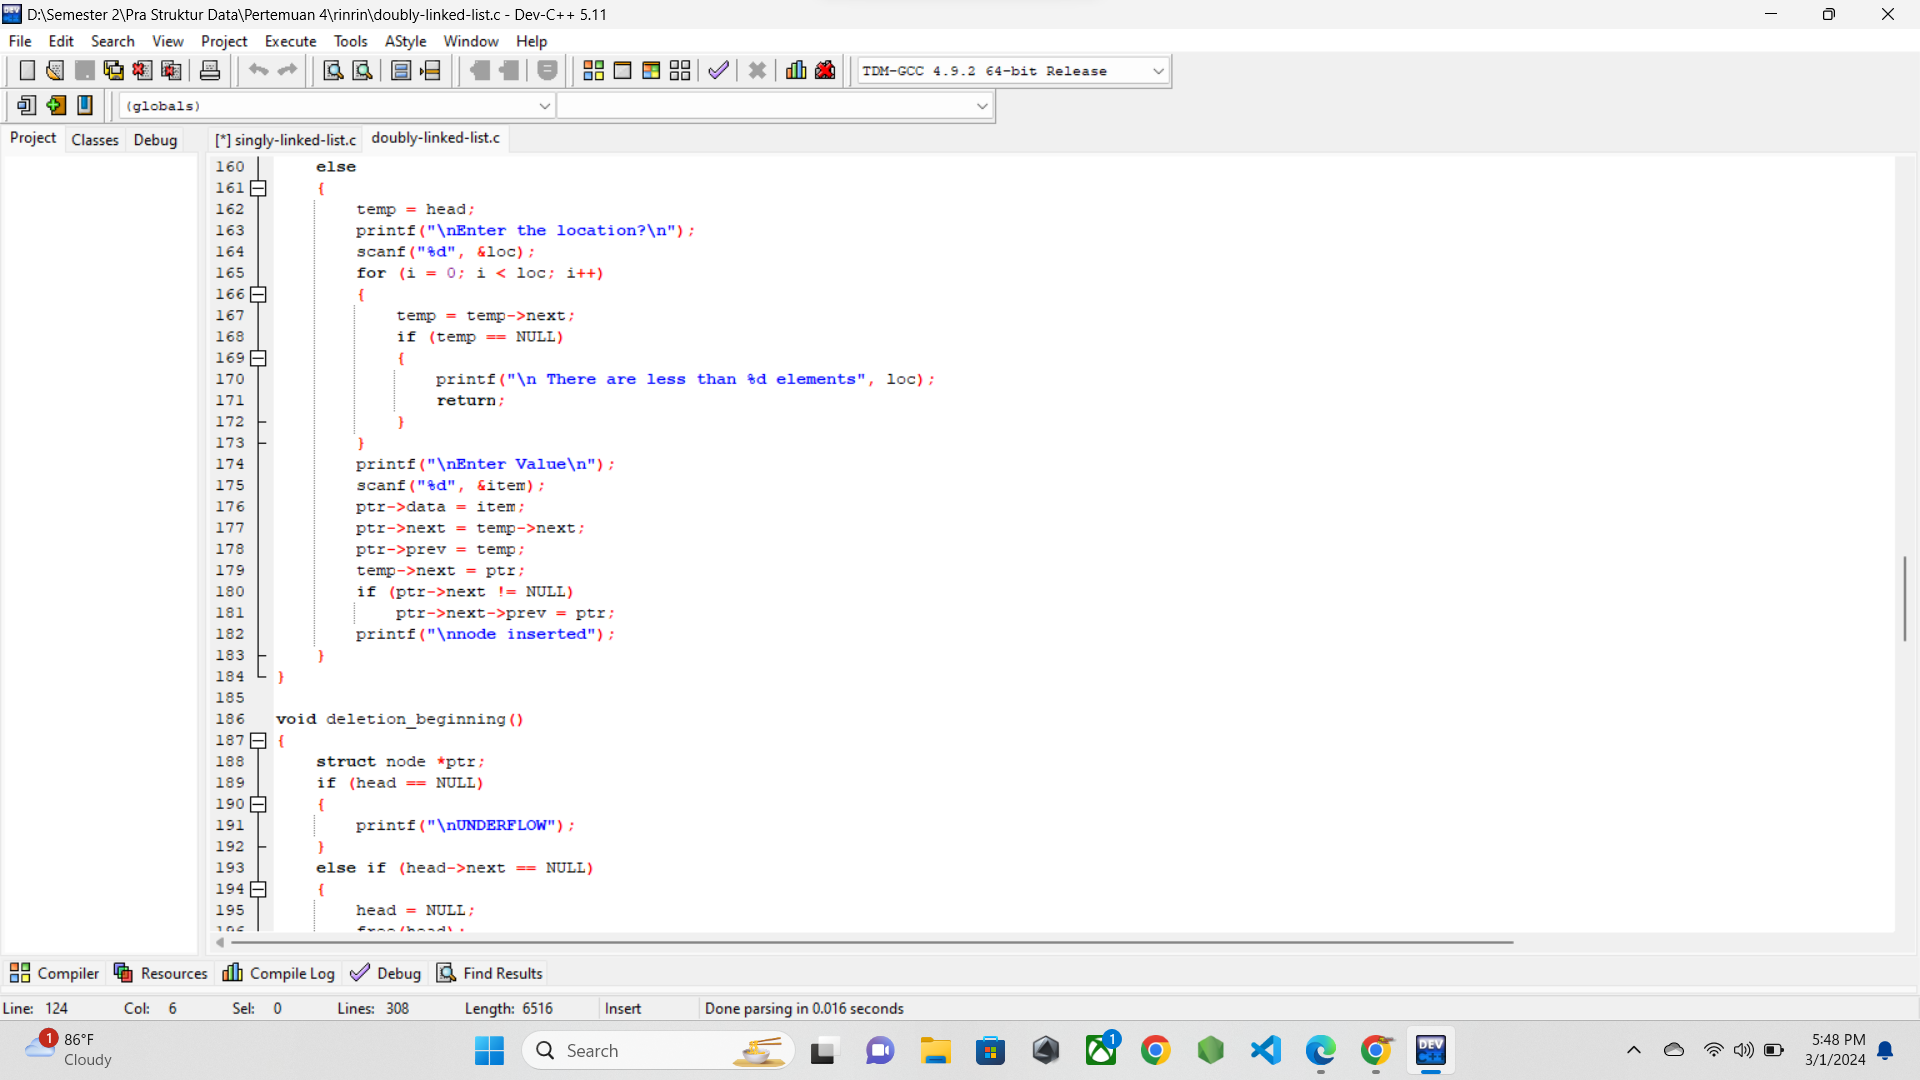 D:\Semester 2\Pra Struktur Data\Pertemuan 4\rinrin\doubly-linked-list.c - Dev-C++ 5.11
File Edit Search View Project Execute Tools AStyle Window Help
TDM-GCC 4.9.2 64-bit Release
(globals)
Project Classes Debug [*] singly-linked-list.c doubly-linked-list.c
160 else
161 {
162 temp = head;
163 printf("\nEnter the location?\n");
164 scanf("%d", &loc);
165 for (i = 0; i < loc; i++)
166 {
167 temp = temp->next;
168 if (temp == NULL)
169 {
170 printf("\n There are less than %d elements", loc);
171 return;
172 }
173 }
174 printf("\nEnter Value\n");
175 scanf("%d", &item);
176 ptr->data = item;
177 ptr->next = temp->next;
178 ptr->prev = temp;
179 temp->next = ptr;
180 if (ptr->next != NULL)
181 ptr->next->prev = ptr;
182 printf("\nnode inserted");
183 }
184 }
185
186 void deletion_beginning()
187 {
188 struct node *ptr;
189 if (head == NULL)
190 {
191 printf("\nUNDERFLOW");
192 }
193 else if (head->next == NULL)
194 {
195 head = NULL;
196 free(head);
Compiler Resources Compile Log Debug Find Results
Line: 124 Col: 6 Sel: 0 Lines: 308 Length: 6516 Insert Done parsing in 0.016 seconds
1 86°F
Cloudy
Search
1
DEV
C++
5:48 PM
3/1/2024